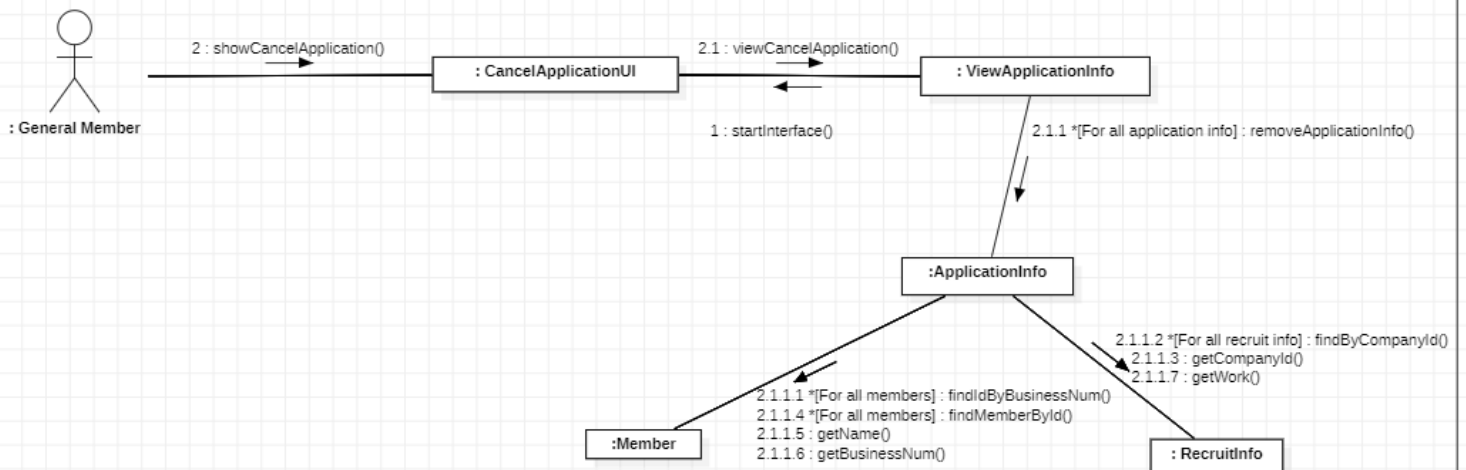 2 : showCancelApplication()
2.1 : viewCancelApplication()
: CancelApplicationUI
: ViewApplicationInfo
: General Member
1 : startInterface()
2.1.1 *[For all application info] : removeApplicationInfo()
:ApplicationInfo
2.1.1.2 *[For all recruit info] : findByCompanyId()
2.1.1.3 : getCompanyId()
2.1.1.7 : getWork()
2.1.1.1 *[For all members] : findIdByBusinessNum()
2.1.1.4 *[For all members] : findMemberById()
2.1.1.5 : getName()
2.1.1.6 : getBusinessNum()
:Member
: RecruitInfo